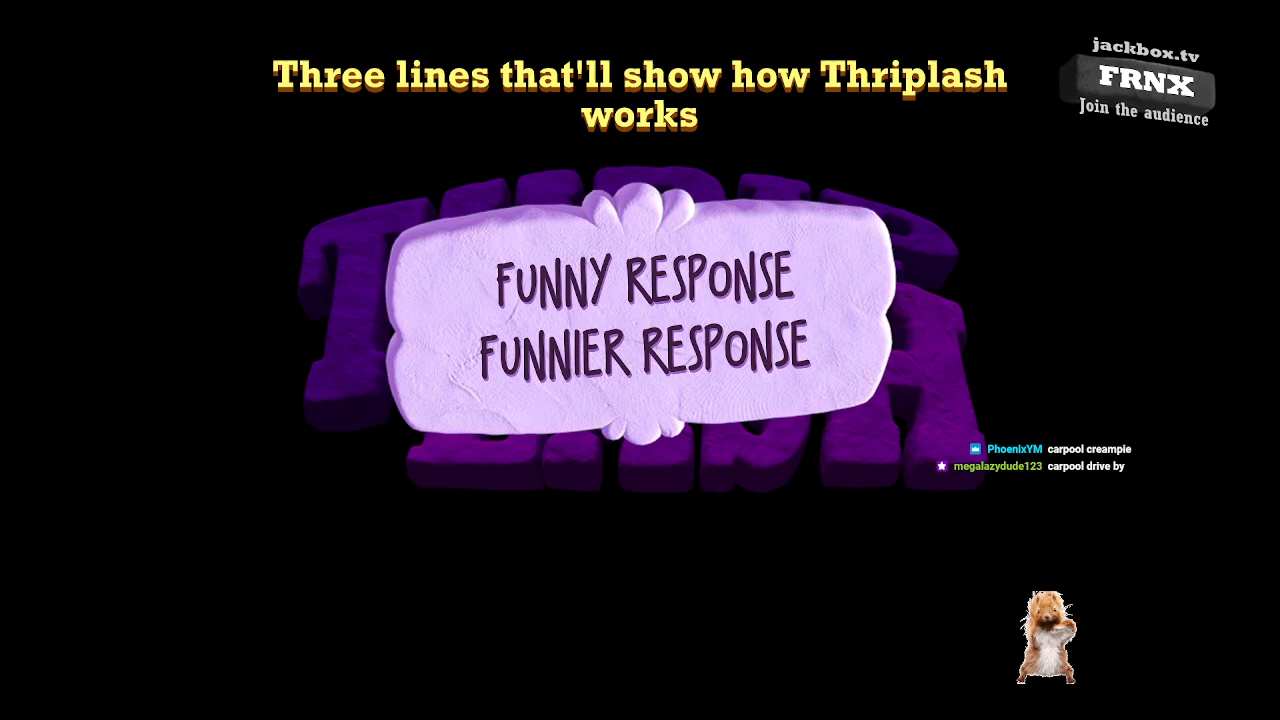 Three lines that'll show how Thriplash
works
jackbox.tv
FRNX
Join the audience
FUNNY RESPONSE
FUNNIER RESPONSE
PhoenixYM carpool creampie
megalazydude123 carpool drive by